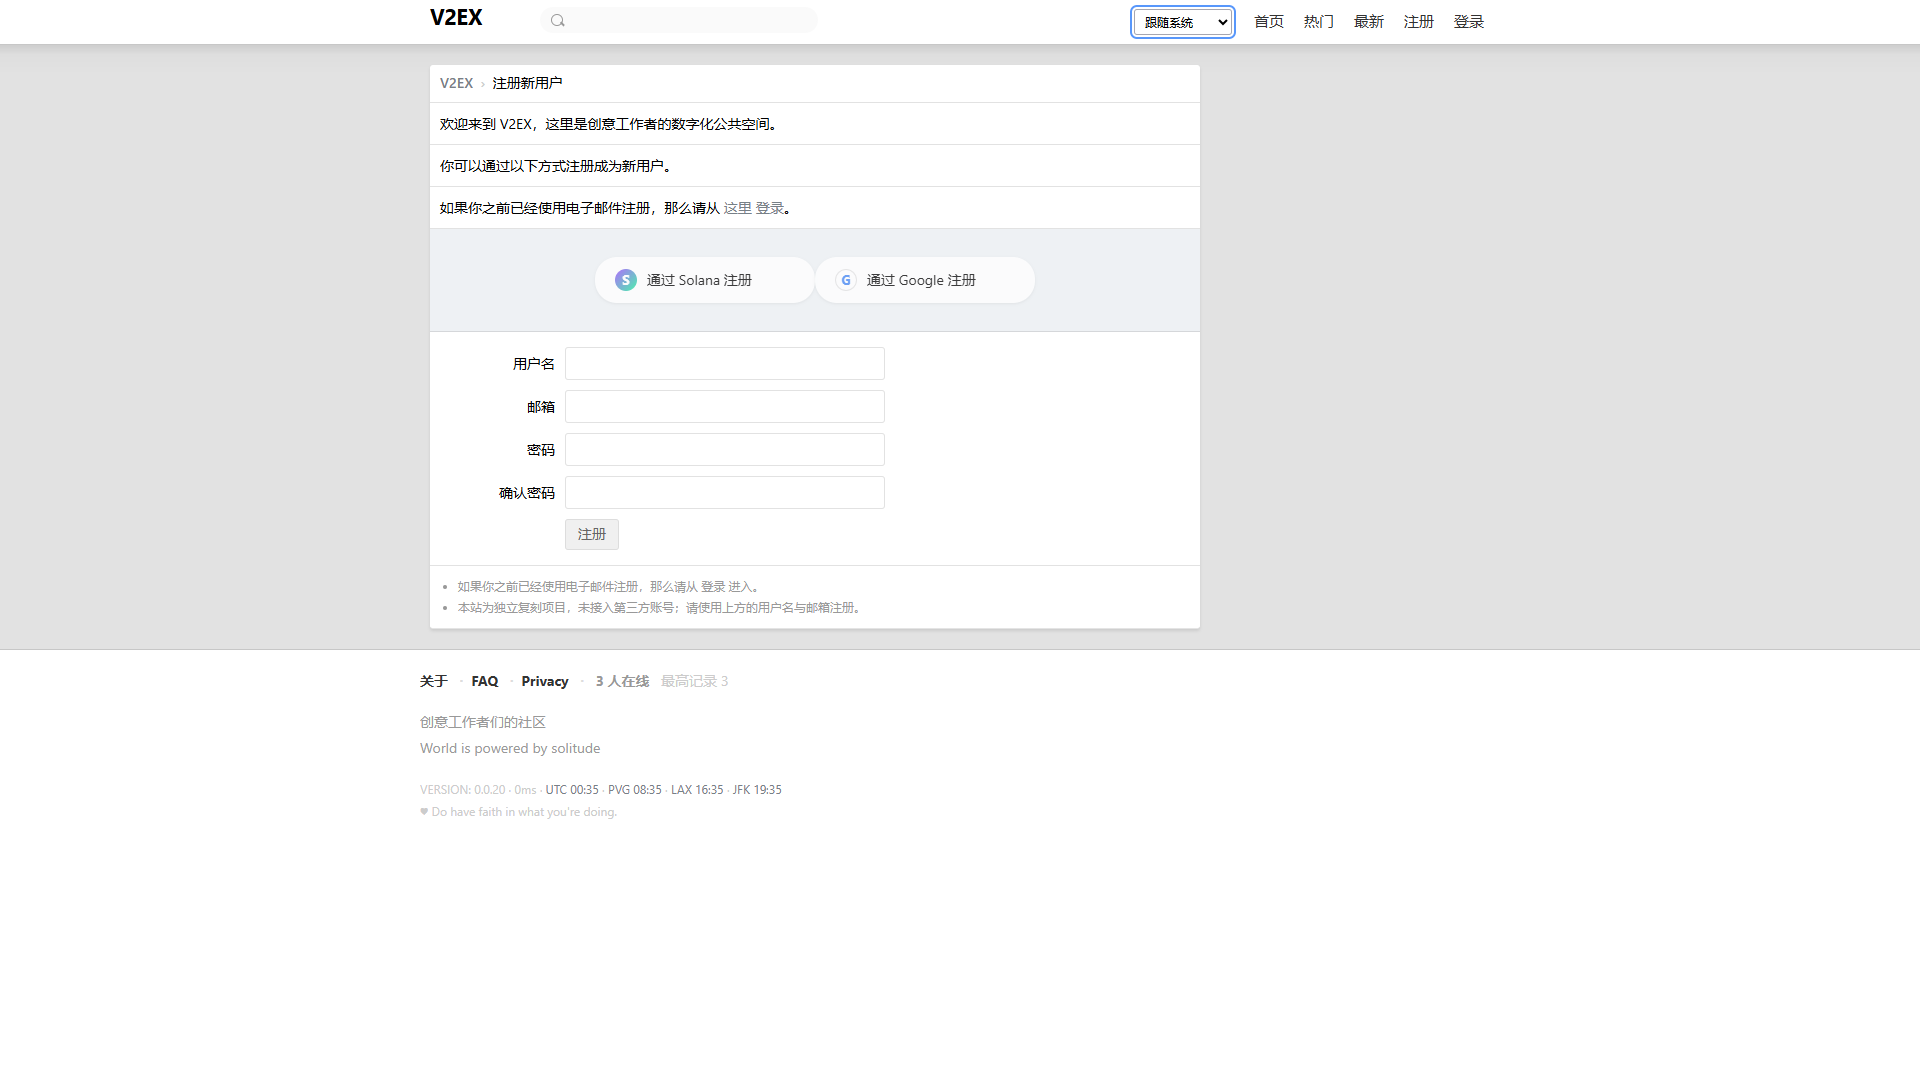 V2EX
跟随系统 首页 热门 最新 注册 登录
V2EX › 注册新用户
欢迎来到 V2EX，这里是创意工作者的数字化公共空间。
你可以通过以下方式注册成为新用户。
如果你之前已经使用电子邮件注册，那么请从 这里 登录。
S 通过 Solana 注册 G 通过 Google 注册
用户名
邮箱
密码
确认密码
注册
• 如果你之前已经使用电子邮件注册，那么请从 登录 进入。
• 本站为独立复刻项目，未接入第三方账号；请使用上方的用户名与邮箱注册。
关于 · FAQ · Privacy · 3 人在线 最高记录 3
创意工作者们的社区
World is powered by solitude
VERSION: 0.0.20 · 0ms · UTC 00:35 · PVG 08:35 · LAX 16:35 · JFK 19:35
♥ Do have faith in what you're doing.